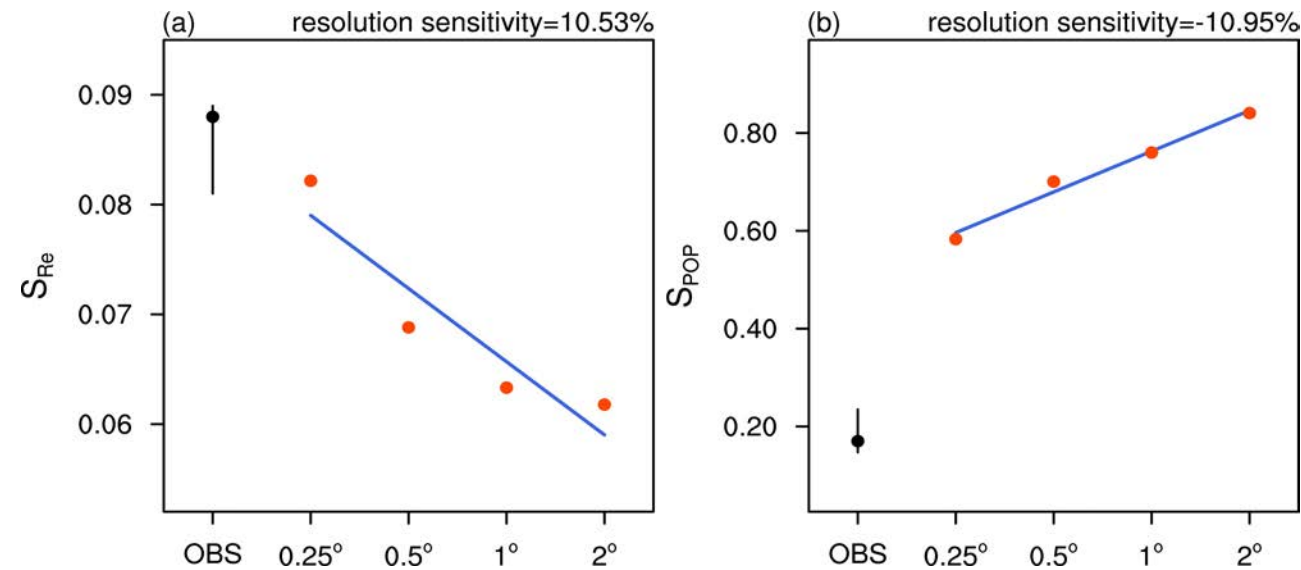 (a) resolution sensitivity=10.53%
0.09
0.08
0.07
0.06
S_Re
OBS 0.25° 0.5° 1° 2°
(b) resolution sensitivity=-10.95%
0.80
0.60
0.40
0.20
S_POP
OBS 0.25° 0.5° 1° 2°